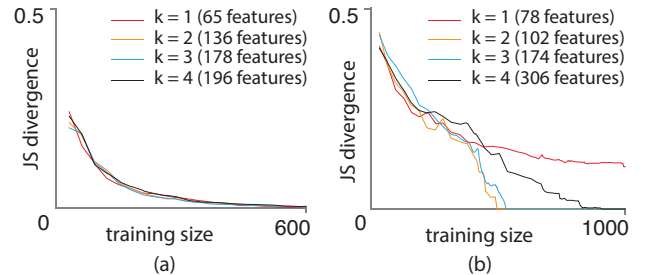 0.5
k = 1 (65 features)
k = 2 (136 features)
k = 3 (178 features)
k = 4 (196 features)
JS divergence
0
training size
600
(a)
0.5
k = 1 (78 features)
k = 2 (102 features)
k = 3 (174 features)
k = 4 (306 features)
JS divergence
0
training size
1000
(b)